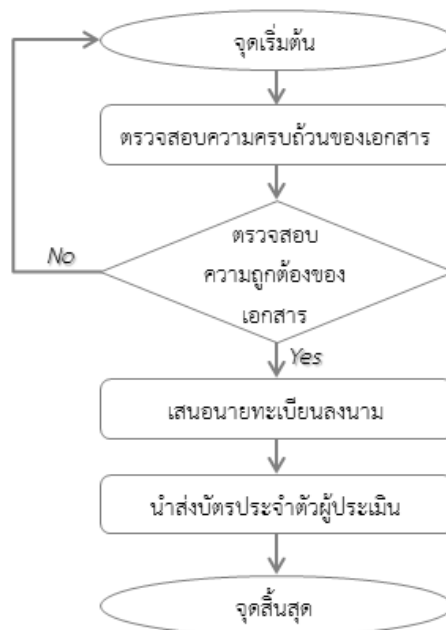 จุดเริ่มต้น
ตรวจสอบความครบถ้วนของเอกสาร
ตรวจสอบ
ความถูกต้องของ
เอกสาร
No
Yes
เสนอนายทะเบียนลงนาม
นำส่งบัตรประจำตัวผู้ประเมิน
จุดสิ้นสุด